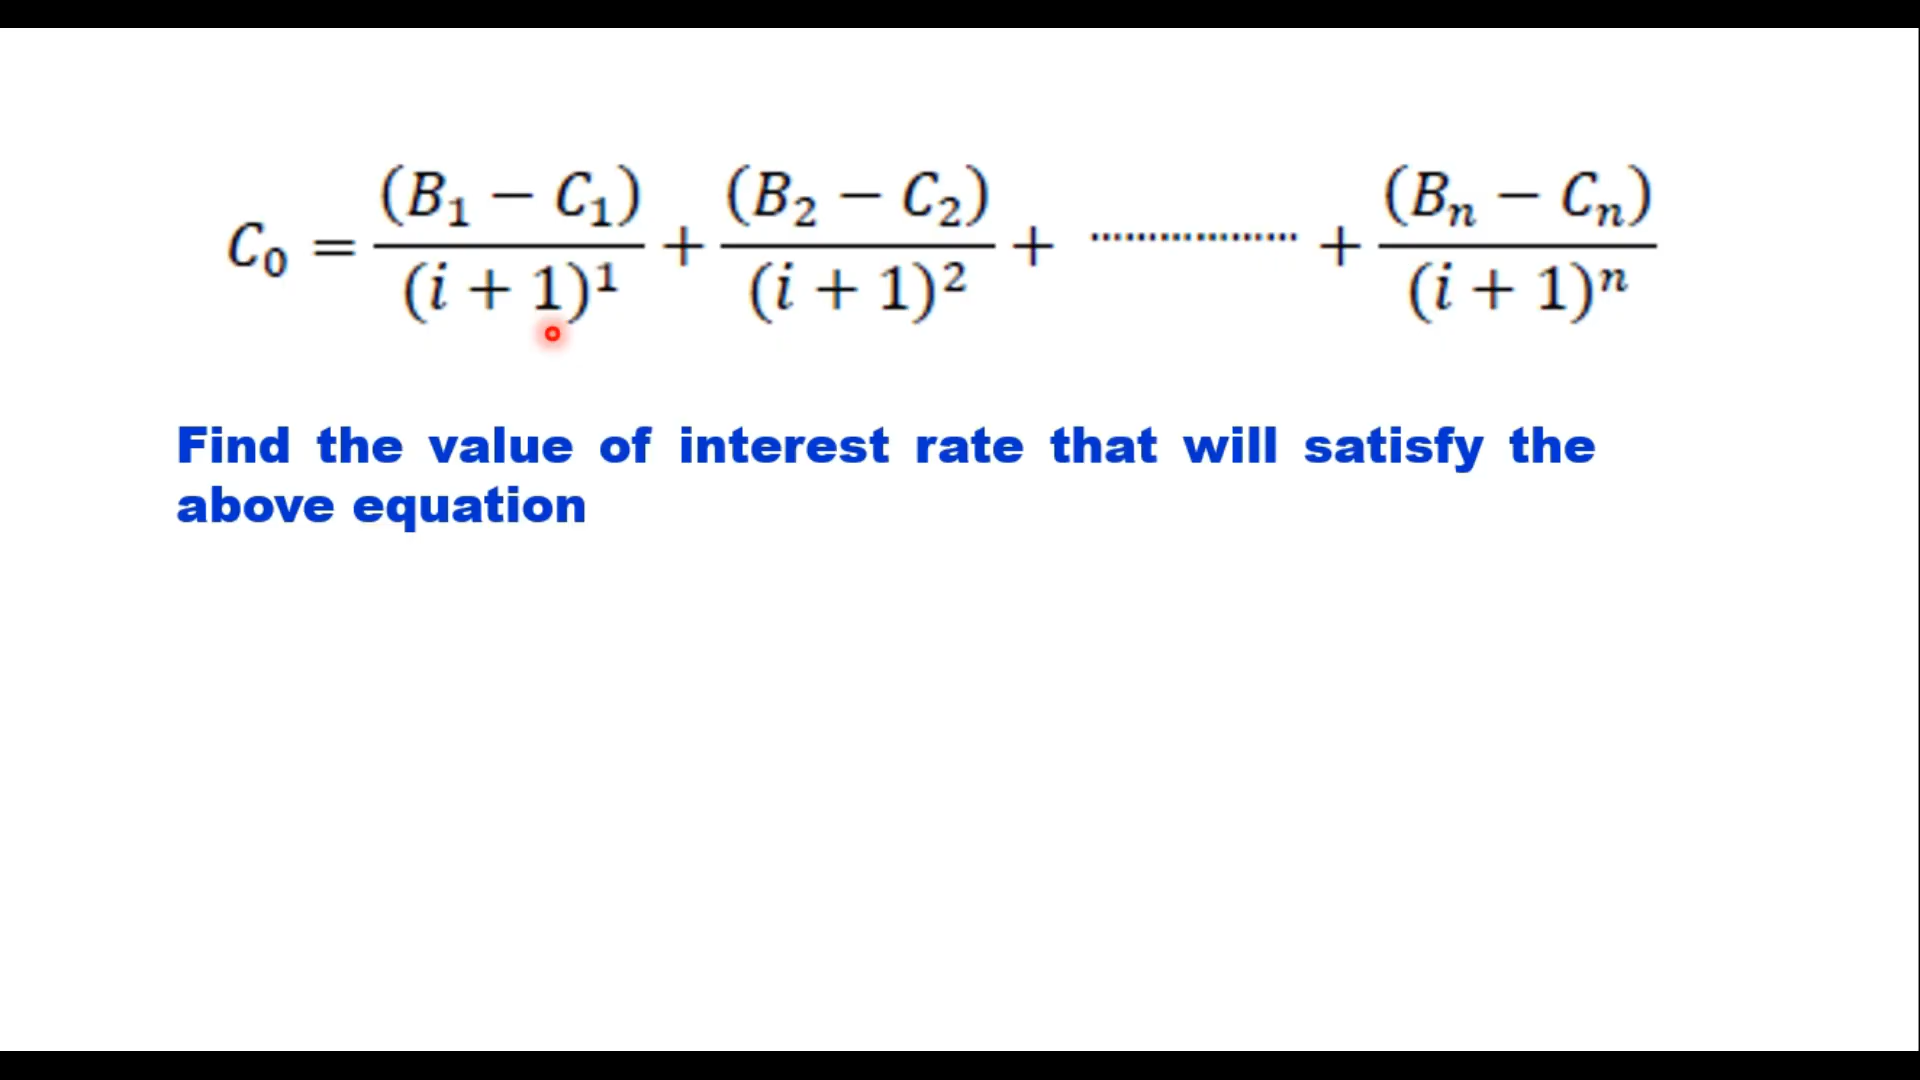 C₀ = (B₁ − C₁)/(i + 1)¹ + (B₂ − C₂)/(i + 1)² + .................. + (Bₙ − Cₙ)/(i + 1)ⁿ
Find the value of interest rate that will satisfy the
above equation